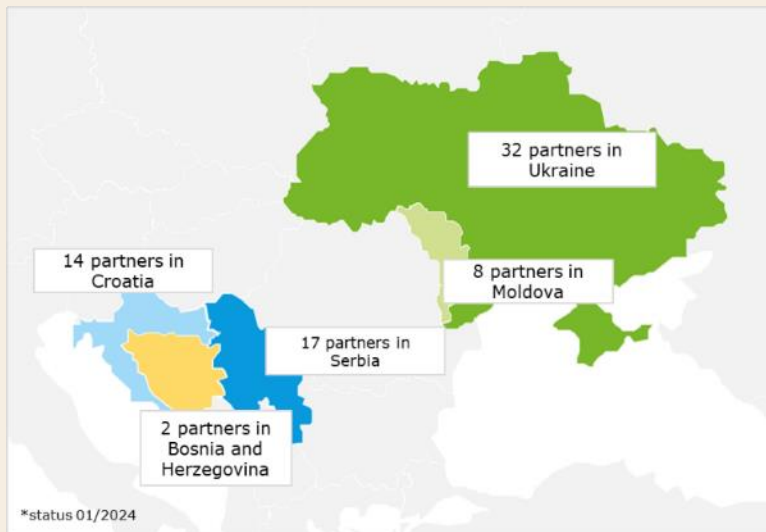 32 partners in
Ukraine
14 partners in
Croatia
8 partners in
Moldova
17 partners in
Serbia
2 partners in
Bosnia and
Herzegovina
*status 01/2024